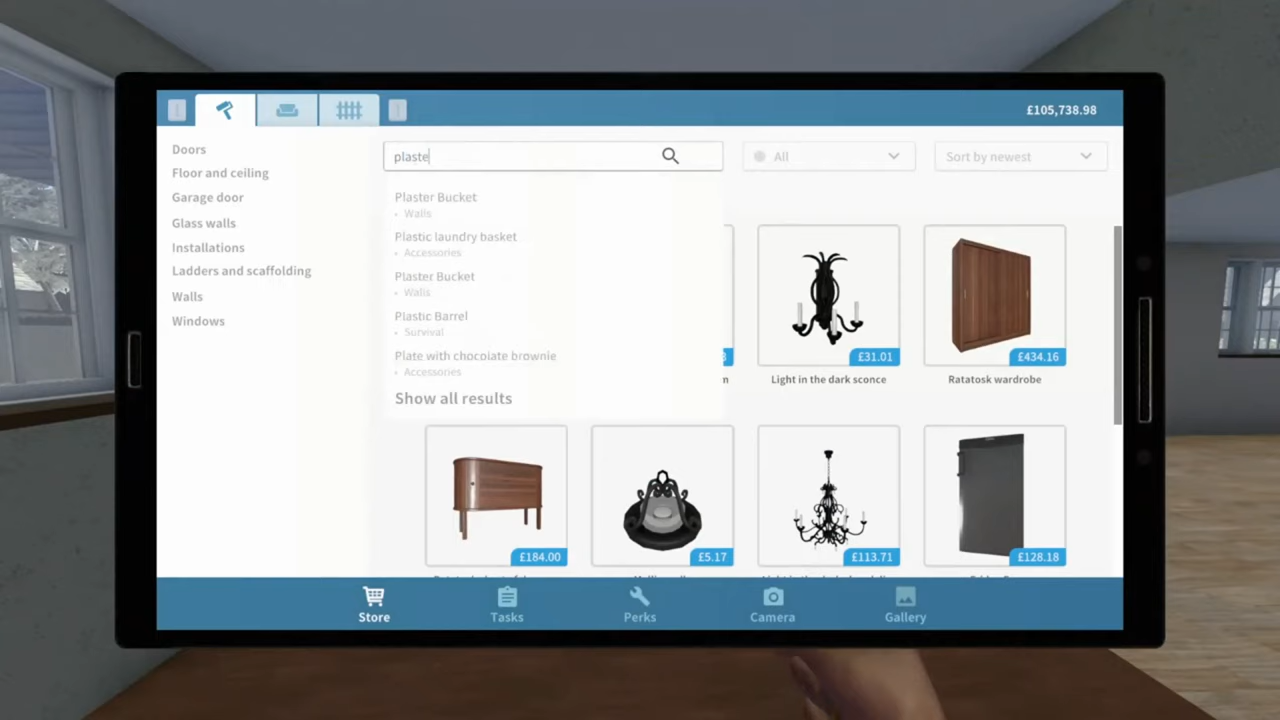 £105,738.98
Doors
Floor and ceiling
Garage door
Glass walls
Installations
Ladders and scaffolding
Walls
Windows
plaste
All
Sort by newest
Plaster Bucket
• Walls
Plastic laundry basket
• Accessories
Plaster Bucket
• Walls
Plastic Barrel
• Survival
Plate with chocolate brownie
• Accessories
Show all results
£31.01
£434.16
Light in the dark sconce
Ratatosk wardrobe
£184.00
£5.17
£113.71
£128.18
Store
Tasks
Perks
Camera
Gallery